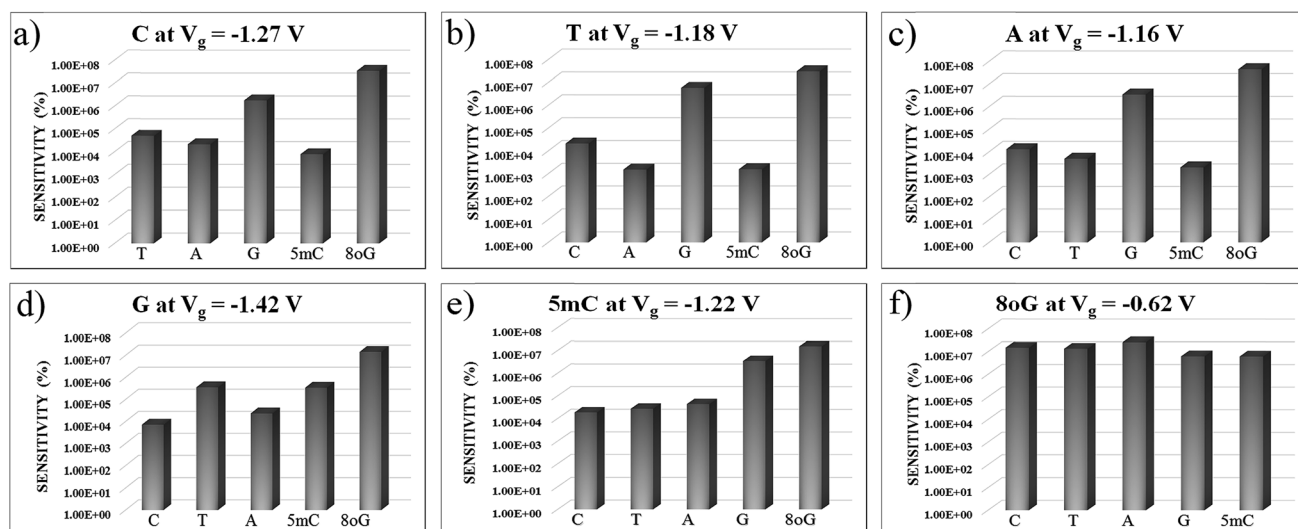 a) C at Vg = -1.27 V
SENSITIVITY (%)
1.00E+08
1.00E+07
1.00E+06
1.00E+05
1.00E+04
1.00E+03
1.00E+02
1.00E+01
1.00E+00
T A G 5mC 8oG
b) T at Vg = -1.18 V
SENSITIVITY (%)
1.00E+08
1.00E+07
1.00E+06
1.00E+05
1.00E+04
1.00E+03
1.00E+02
1.00E+01
1.00E+00
C A G 5mC 8oG
c) A at Vg = -1.16 V
SENSITIVITY (%)
1.00E+08
1.00E+07
1.00E+06
1.00E+05
1.00E+04
1.00E+03
1.00E+02
1.00E+01
1.00E+00
C T G 5mC 8oG
d) G at Vg = -1.42 V
SENSITIVITY (%)
1.00E+08
1.00E+07
1.00E+06
1.00E+05
1.00E+04
1.00E+03
1.00E+02
1.00E+01
1.00E+00
C T A 5mC 8oG
e) 5mC at Vg = -1.22 V
SENSITIVITY (%)
1.00E+08
1.00E+07
1.00E+06
1.00E+05
1.00E+04
1.00E+03
1.00E+02
1.00E+01
1.00E+00
C T A G 8oG
f) 8oG at Vg = -0.62 V
SENSITIVITY (%)
1.00E+08
1.00E+07
1.00E+06
1.00E+05
1.00E+04
1.00E+03
1.00E+02
1.00E+01
1.00E+00
C T A G 5mC